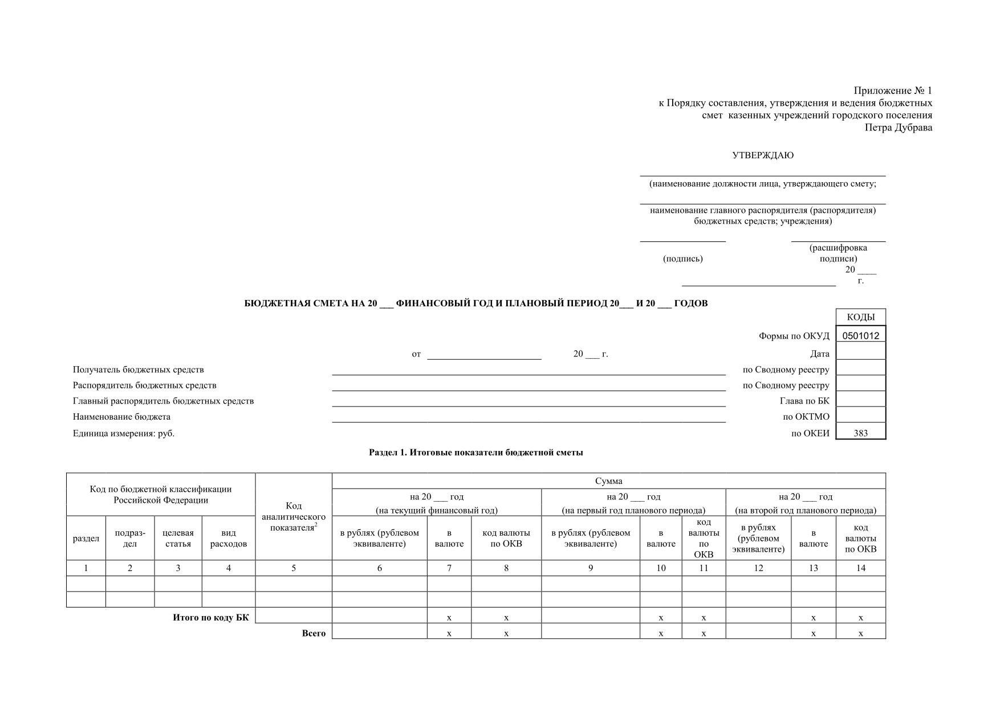 Приложение № 1
к Порядку составления, утверждения и ведения бюджетных
смет  казенных учреждений городского поселения
Петра Дубрава
УТВЕРЖДАЮ
(наименование должности лица, утверждающего смету;
наименование главного распорядителя (распорядителя)
бюджетных средств; учреждения)
(подпись)
(расшифровка
подписи)
20 ____
г.
БЮДЖЕТНАЯ СМЕТА НА 20 ___ ФИНАНСОВЫЙ ГОД И ПЛАНОВЫЙ ПЕРИОД 20___ И 20 ___ ГОДОВ
КОДЫ
Формы по ОКУД 0501012
от 20 ___ г. Дата
Получатель бюджетных средств по Сводному реестру
Распорядитель бюджетных средств по Сводному реестру
Главный распорядитель бюджетных средств Глава по БК
Наименование бюджета по ОКТМО
Единица измерения: руб. по ОКЕИ 383
Раздел 1. Итоговые показатели бюджетной сметы
Код по бюджетной классификации
Российской Федерации
Код
аналитического
показателя2
Сумма
на 20 ___ год
(на текущий финансовый год)
на 20 ___ год
(на первый год планового периода)
на 20 ___ год
(на второй год планового периода)
раздел
подраз-
дел
целевая
статья
вид
расходов
в рублях (рублевом
эквиваленте)
в
валюте
код валюты
по ОКВ
в рублях (рублевом
эквиваленте)
в
валюте
код
валюты
по
ОКВ
в рублях
(рублевом
эквиваленте)
в
валюте
код
валюты
по ОКВ
1 2 3 4 5 6 7 8 9 10 11 12 13 14
Итого по коду БК х х х х х х
Всего х х х х х х